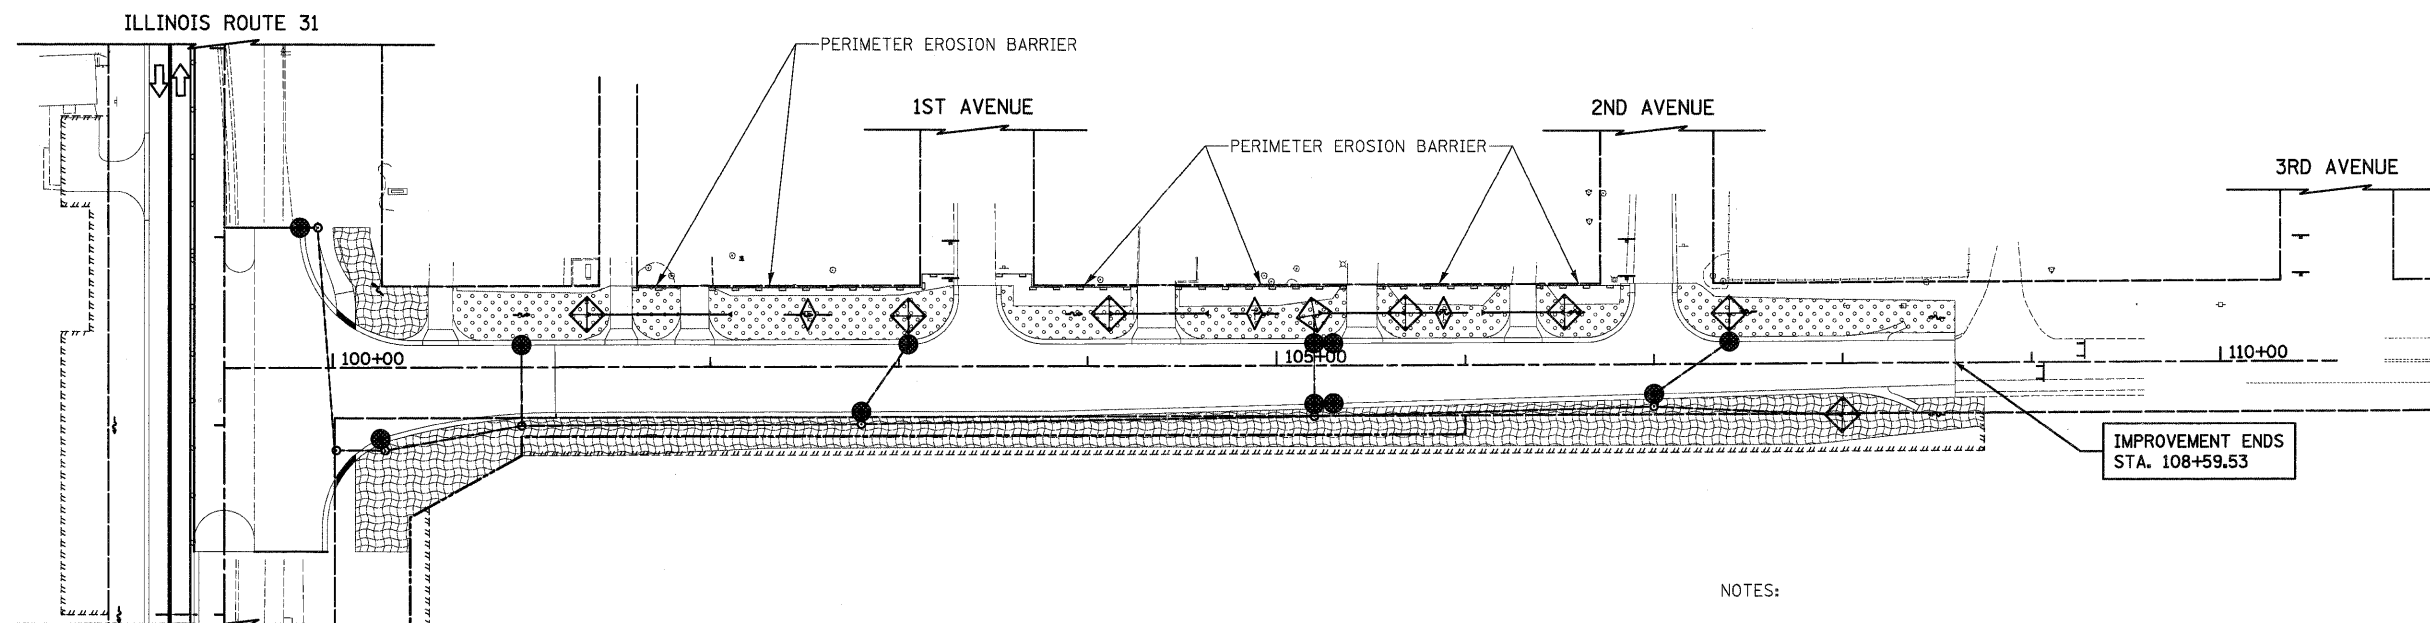 ILLINOIS ROUTE 31
PERIMETER EROSION BARRIER
1ST AVENUE
2ND AVENUE
PERIMETER EROSION BARRIER
3RD AVENUE
100+00
105+00
110+00
IMPROVEMENT ENDS
STA. 108+59.53
NOTES: